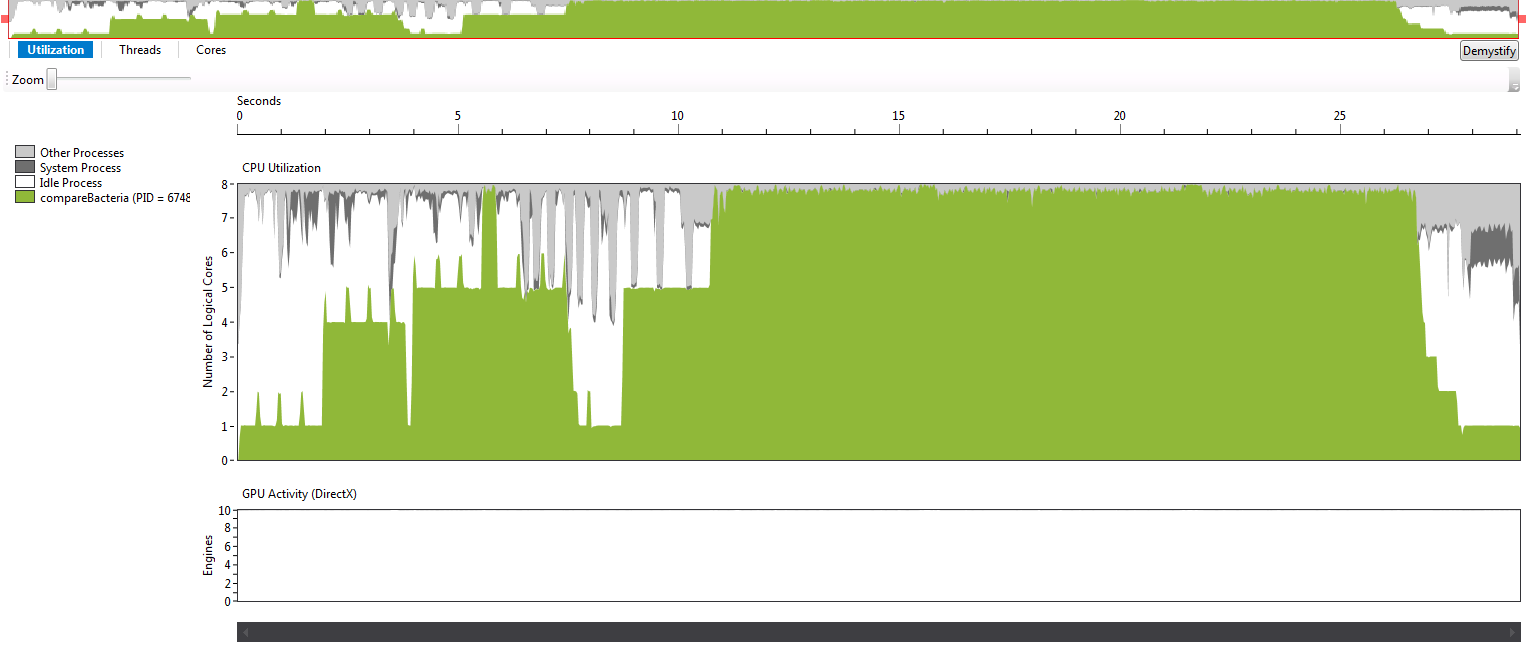 Utilization Threads Cores Demystify
Zoom
Seconds
0 5 10 15 20 25
Other Processes
System Process
Idle Process
compareBacteria (PID = 6748
CPU Utilization
8
7
6
5
4
3
2
1
0
Number of Logical Cores
GPU Activity (DirectX)
10
8
6
4
2
0
Engines